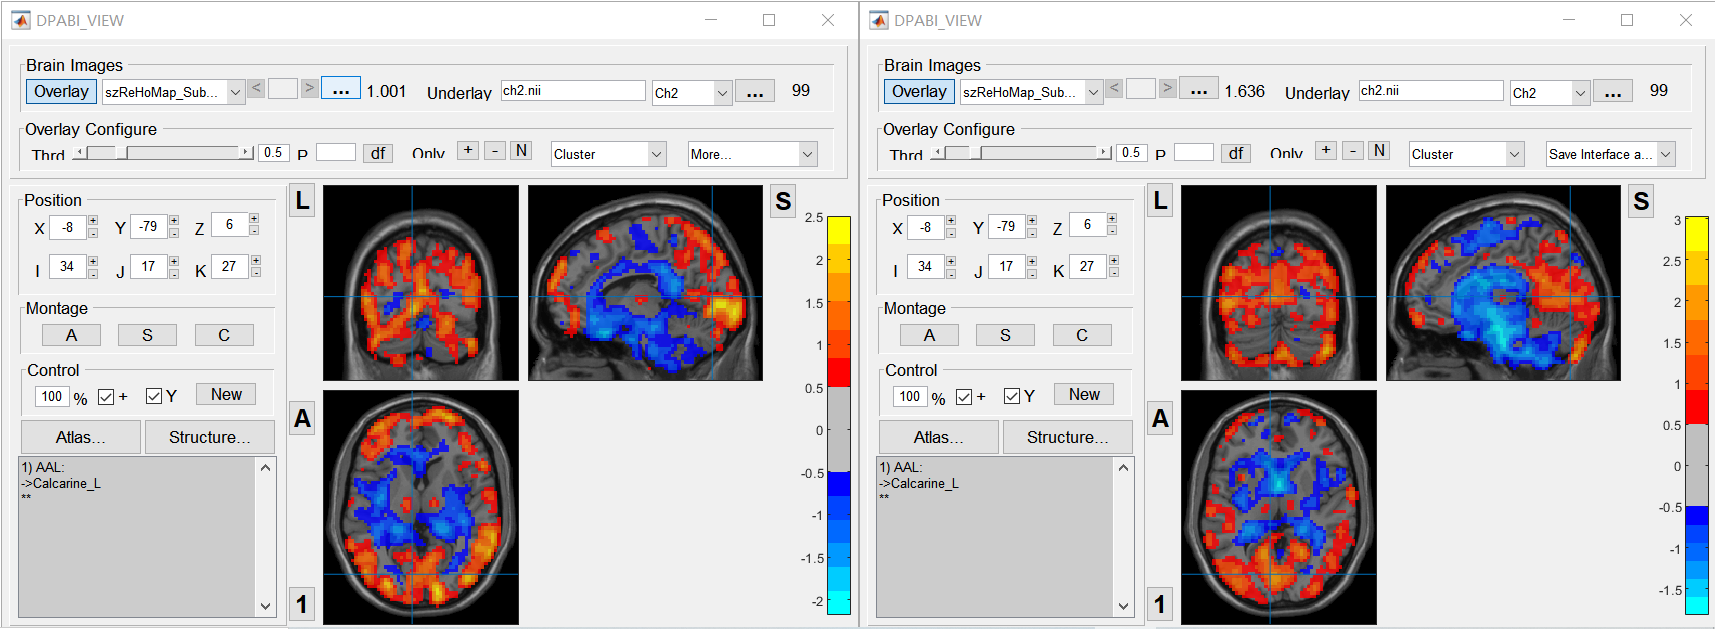 DPABI_VIEW
Brain Images
Overlay szReHoMap_Sub... < > ... 1.001 Underlay ch2.nii Ch2 ... 99
Overlay Configure
Thrd 0.5 P df Only + - N Cluster More...
Position
X -8 + - Y -79 + - Z 6 + -
I 34 + - J 17 + - K 27 + -
Montage
A S C
Control
100 % + Y New
Atlas... Structure...
1) AAL:
->Calcarine_L
**
L
S
A
1
2.5
2
1.5
1
0.5
0
-0.5
-1
-1.5
-2
DPABI_VIEW
Brain Images
Overlay szReHoMap_Sub... < > ... 1.636 Underlay ch2.nii Ch2 ... 99
Overlay Configure
Thrd 0.5 P df Only + - N Cluster Save Interface a...
Position
X -8 + - Y -79 + - Z 6 + -
I 34 + - J 17 + - K 27 + -
Montage
A S C
Control
100 % + Y New
Atlas... Structure...
1) AAL:
->Calcarine_L
**
L
S
A
1
3
2.5
2
1.5
1
0.5
0
-0.5
-1
-1.5